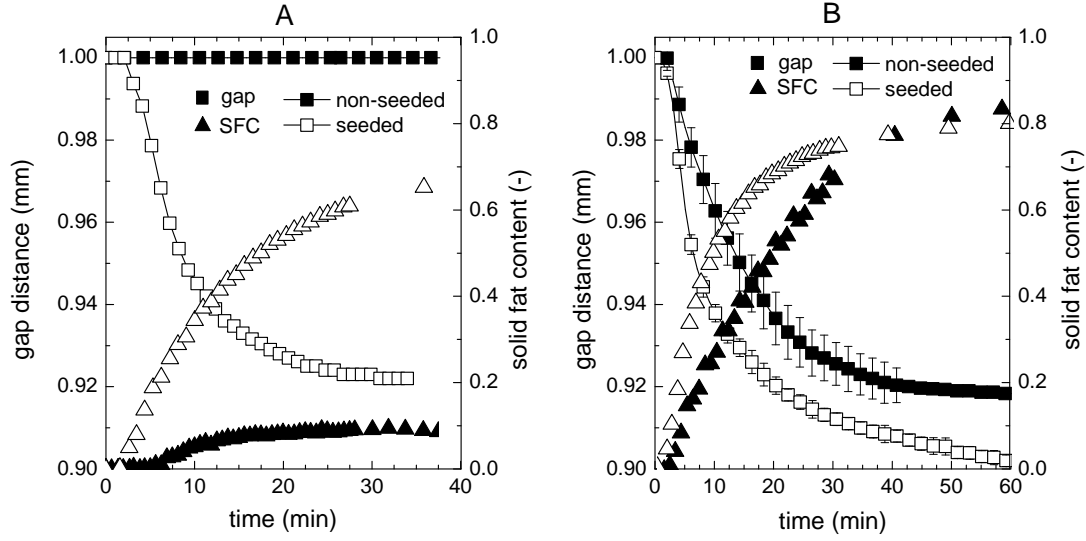 A
gap distance (mm)
1.00
0.98
0.96
0.94
0.92
0.90
gap
SFC
non-seeded
seeded
1.0
0.8
0.6
0.4
0.2
0.0
solid fat content (-)
0 10 20 30 40
time (min)
B
gap distance (mm)
1.00
0.98
0.96
0.94
0.92
0.90
gap
SFC
non-seeded
seeded
1.0
0.8
0.6
0.4
0.2
0.0
solid fat content (-)
0 10 20 30 40 50 60
time (min)